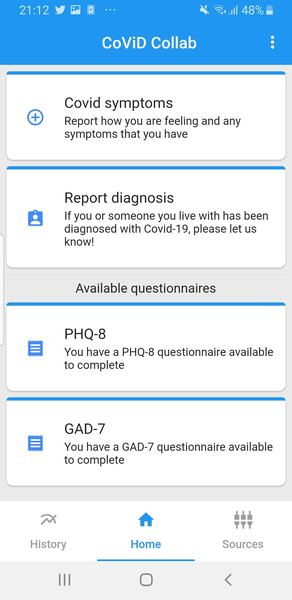 21:12 48%
CoViD Collab
Covid symptoms
Report how you are feeling and any
symptoms that you have
Report diagnosis
If you or someone you live with has been
diagnosed with Covid-19, please let us
know!
Available questionnaires
PHQ-8
You have a PHQ-8 questionnaire available
to complete
GAD-7
You have a GAD-7 questionnaire available
to complete
History Home Sources